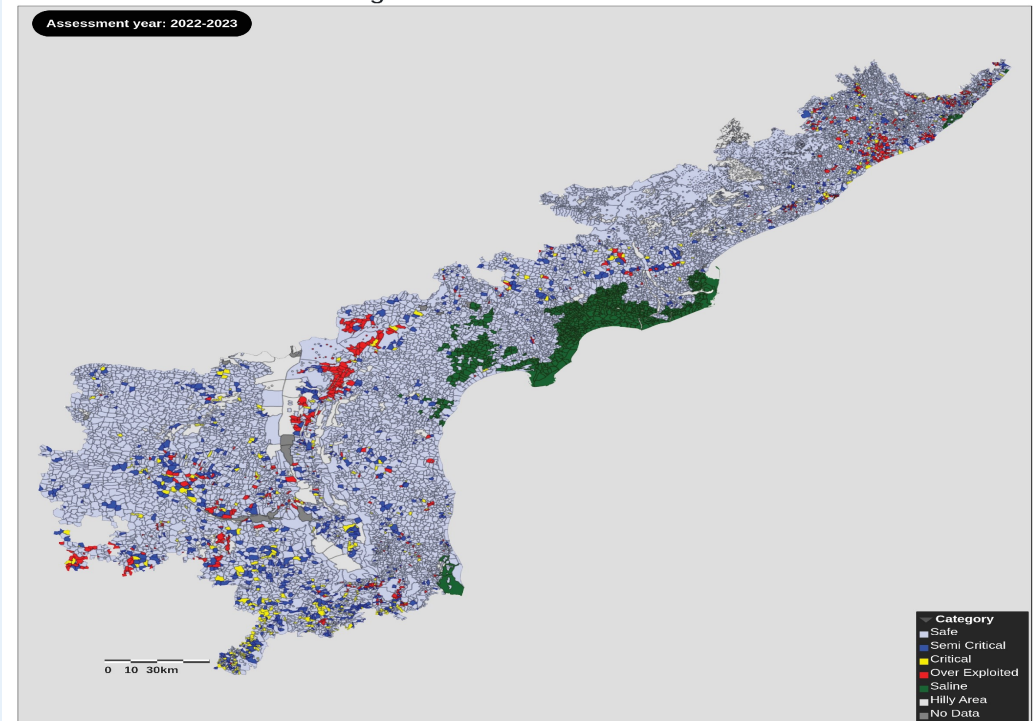 Assessment year: 2022-2023
0 10 30km
Category
Safe
Semi Critical
Critical
Over Exploited
Saline
Hilly Area
No Data